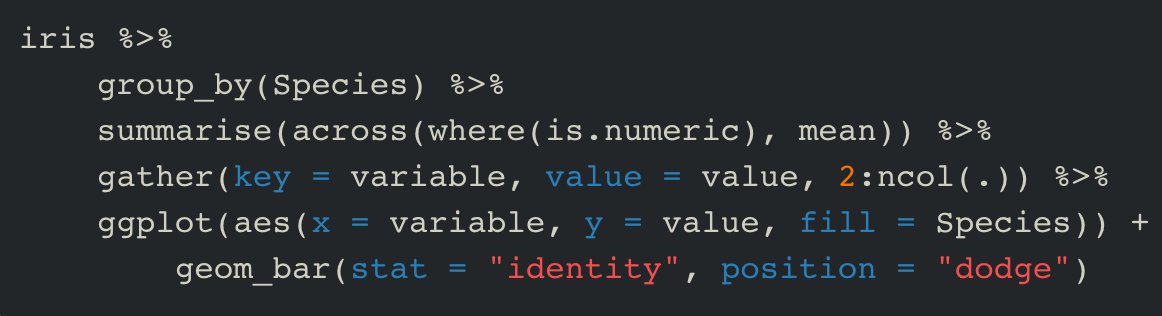 iris %>%
    group_by(Species) %>%
    summarise(across(where(is.numeric), mean)) %>%
    gather(key = variable, value = value, 2:ncol(.)) %>%
    ggplot(aes(x = variable, y = value, fill = Species)) +
        geom_bar(stat = "identity", position = "dodge")